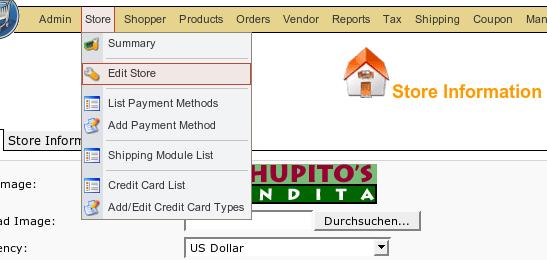 Admin Store Shopper Products Orders Vendor Reports Tax Shipping Coupon Man
Summary
Edit Store
List Payment Methods
Add Payment Method
Shipping Module List
Credit Card List
Add/Edit Credit Card Types
Store Information
Store Inform
mage:
HUPITO'S
NDITA
ad Image:
Durchsuchen...
ency:
US Dollar